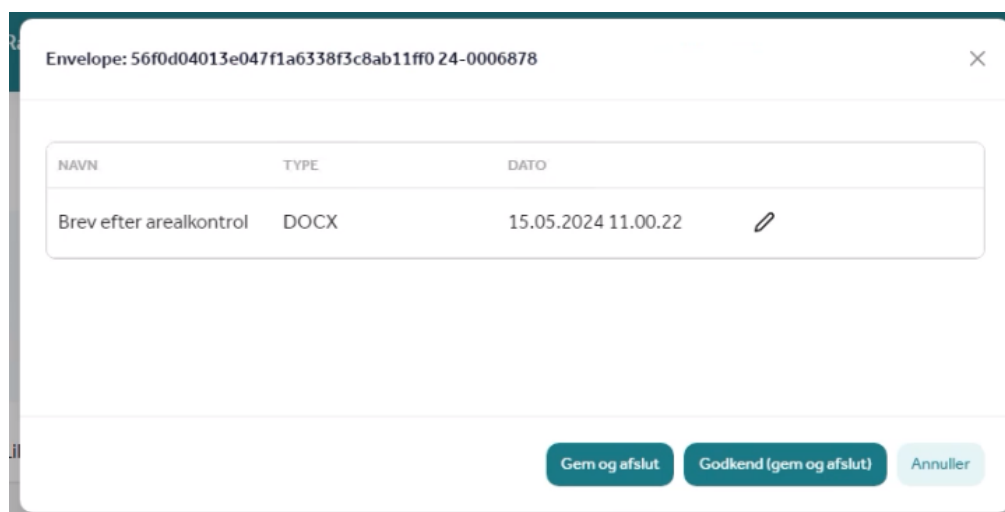 Envelope: 56f0d04013e047f1a6338f3c8ab11ff0 24-0006878
NAVN TYPE DATO
Brev efter arealkontrol DOCX 15.05.2024 11.00.22
Gem og afslut Godkend (gem og afslut) Annuller